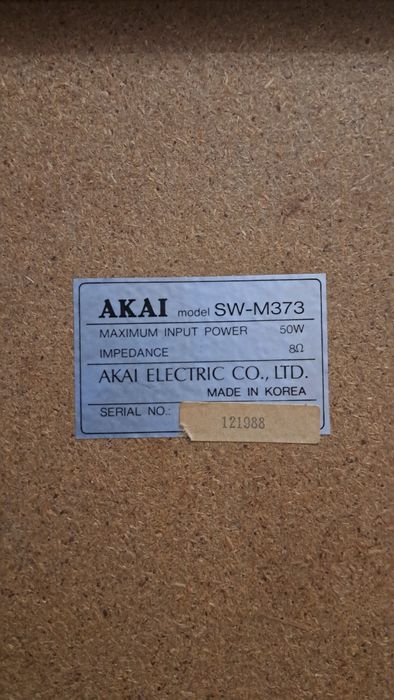 AKAI model SW-M373
MAXIMUM INPUT POWER 50W
IMPEDANCE 8Ω
AKAI ELECTRIC CO., LTD.
MADE IN KOREA
SERIAL NO.: 121988